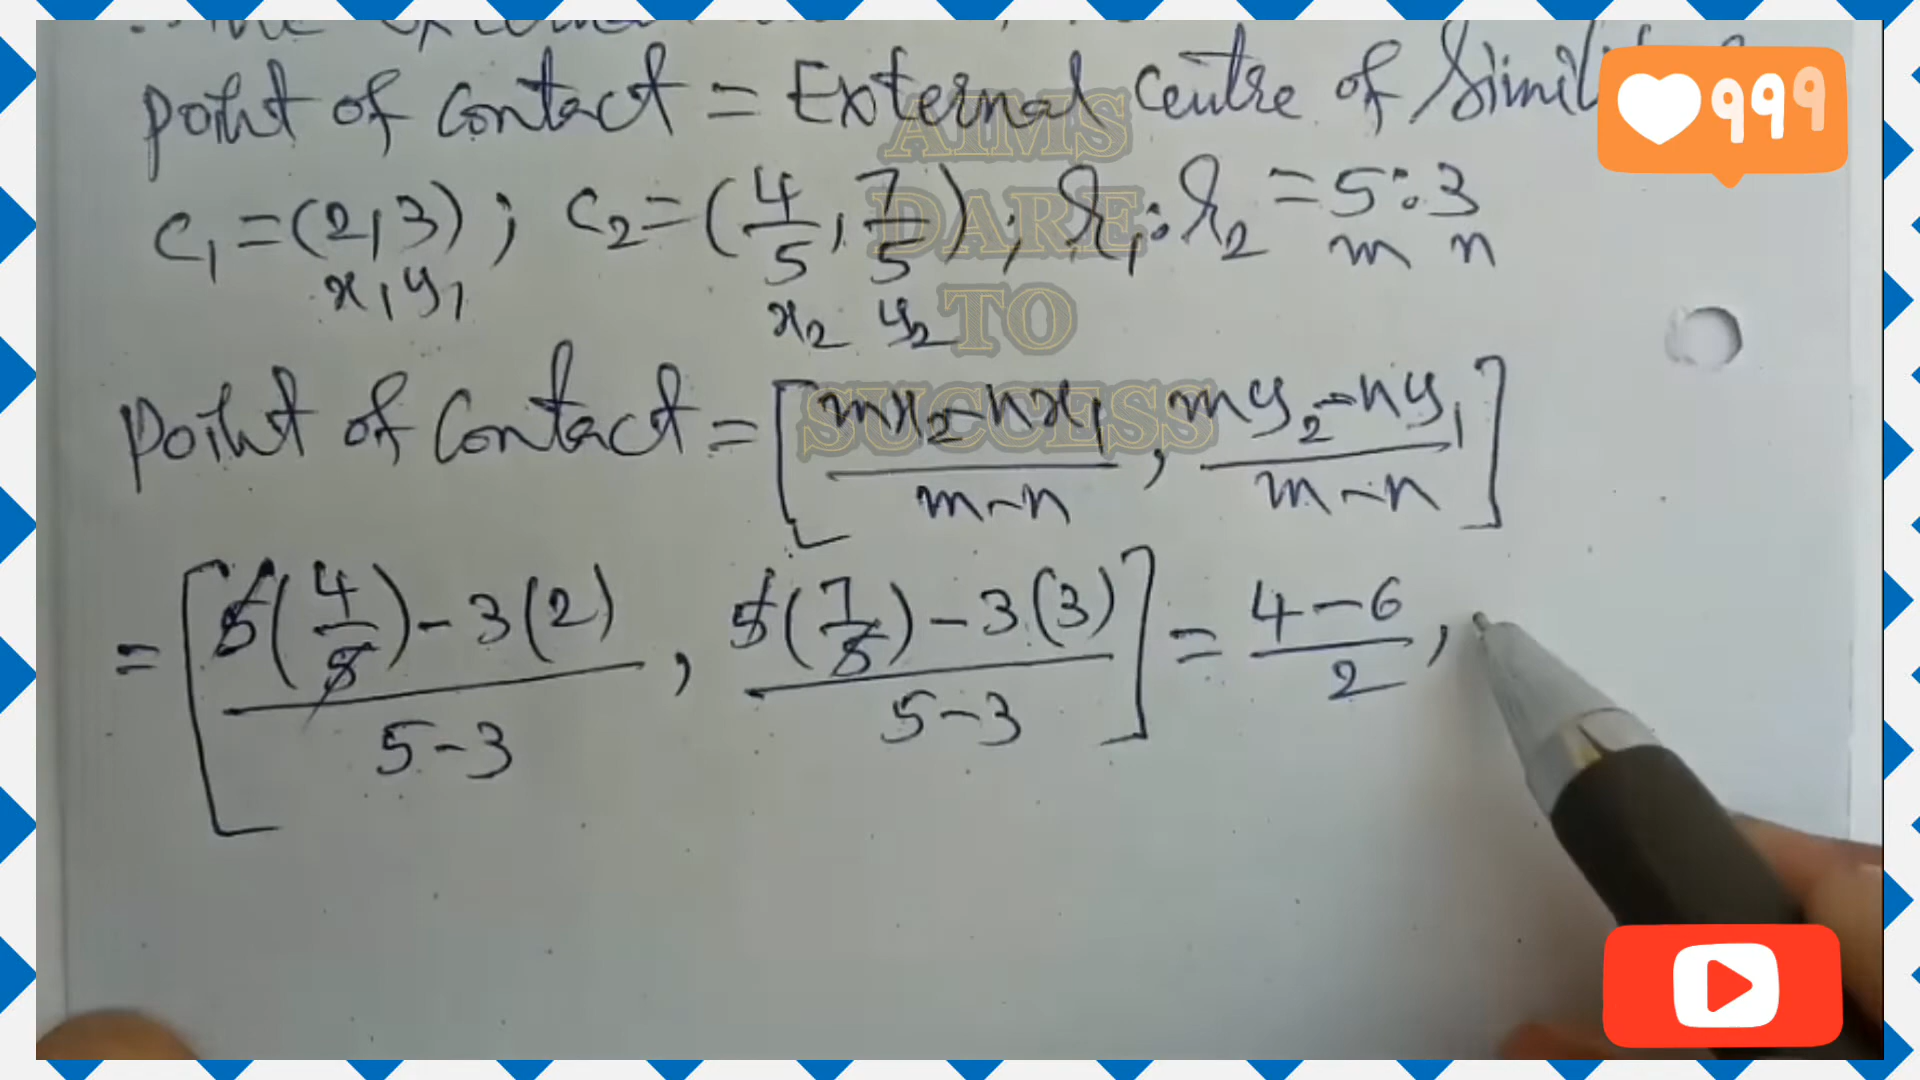 point of contact = External centre of
C₁ = (2,3) ; C₂ = (4/5, 7/5) ; r₁ : r₂ = 5 : 3
x₁ y₁ x₂ y₂ m n
point of contact = [mx₂-nx₁/m-n, my₂-ny₁/m-n]
= [5(4/5)-3(2)/5-3, 5(7/5)-3(3)/5-3] = 4-6/2,
AIMS
DARE
TO
SUCCESS
999